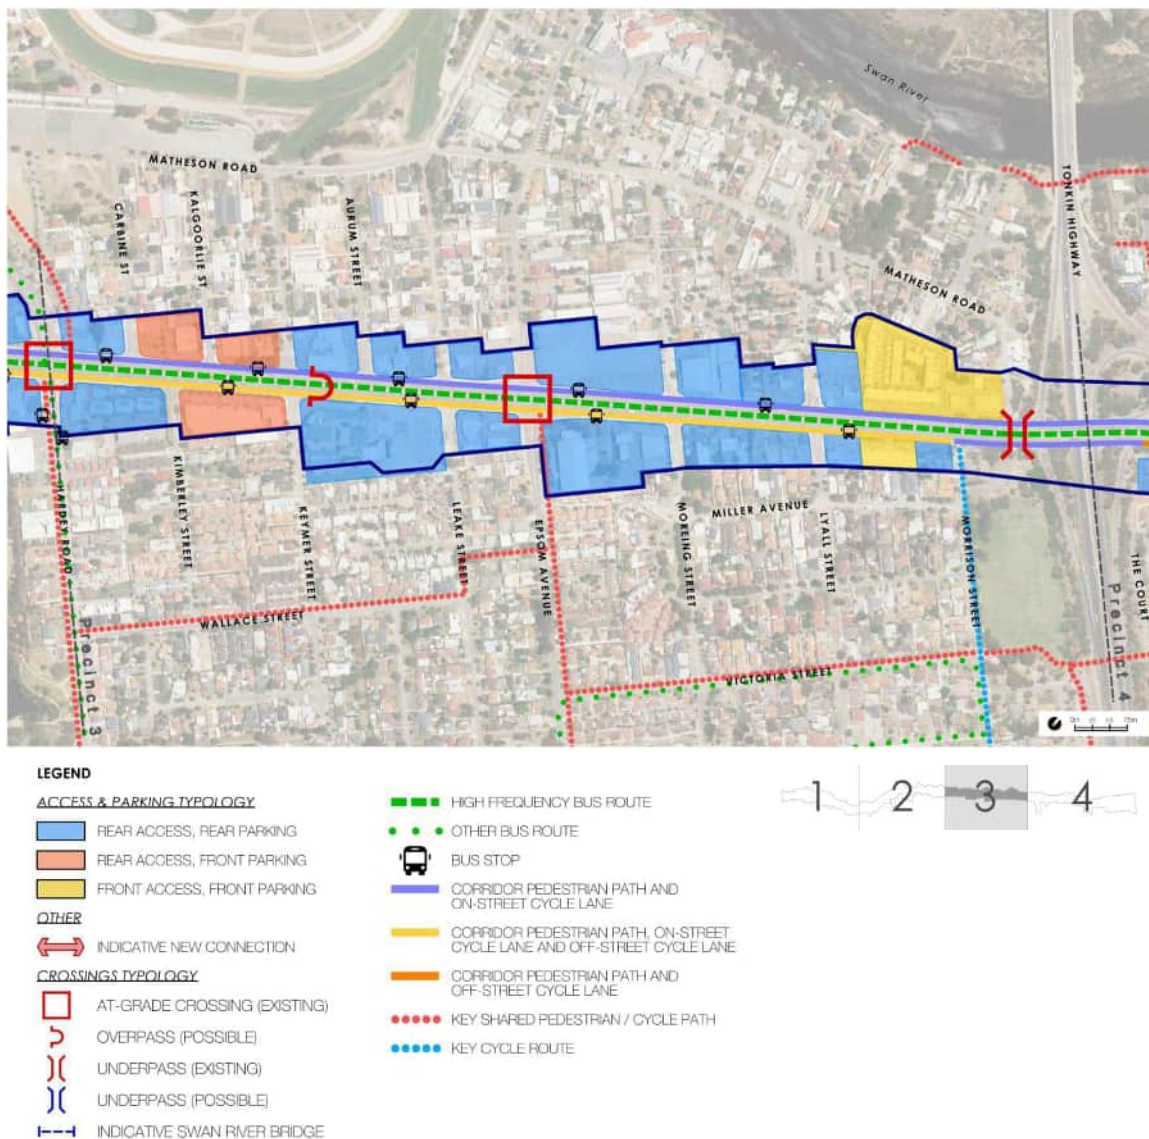 Swan River
MATHESON ROAD
TONKIN HIGHWAY
CARBINE ST
KALGOORLIE ST
AURUM STREET
MATHESON ROAD
HARDEY ROAD
KIMBERLEY STREET
KEYMER STREET
LEAKE STREET
EPSOM AVENUE
MOREING STREET
MILLER AVENUE
LYALL STREET
MORRISON STREET
THE COURT
WALLACE STREET
VICTORIA STREET
Precinct 3
Precinct 4
0m
75m
LEGEND
ACCESS & PARKING TYPOLOGY
REAR ACCESS, REAR PARKING
REAR ACCESS, FRONT PARKING
FRONT ACCESS, FRONT PARKING
OTHER
INDICATIVE NEW CONNECTION
CROSSINGS TYPOLOGY
AT-GRADE CROSSING (EXISTING)
OVERPASS (POSSIBLE)
UNDERPASS (EXISTING)
UNDERPASS (POSSIBLE)
INDICATIVE SWAN RIVER BRIDGE
HIGH FREQUENCY BUS ROUTE
OTHER BUS ROUTE
BUS STOP
CORRIDOR PEDESTRIAN PATH AND
ON-STREET CYCLE LANE
CORRIDOR PEDESTRIAN PATH, ON-STREET
CYCLE LANE AND OFF-STREET CYCLE LANE
CORRIDOR PEDESTRIAN PATH AND
OFF-STREET CYCLE LANE
KEY SHARED PEDESTRIAN / CYCLE PATH
KEY CYCLE ROUTE
1 2 3 4